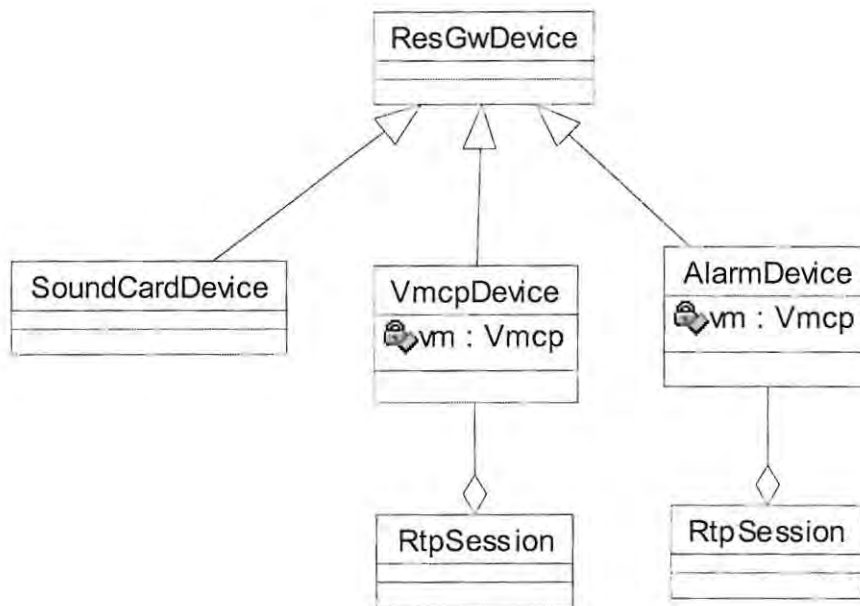 ResGwDevice
SoundCardDevice
VmcpDevice
vm : Vmcp
AlarmDevice
vm : Vmcp
RtpSession
RtpSession